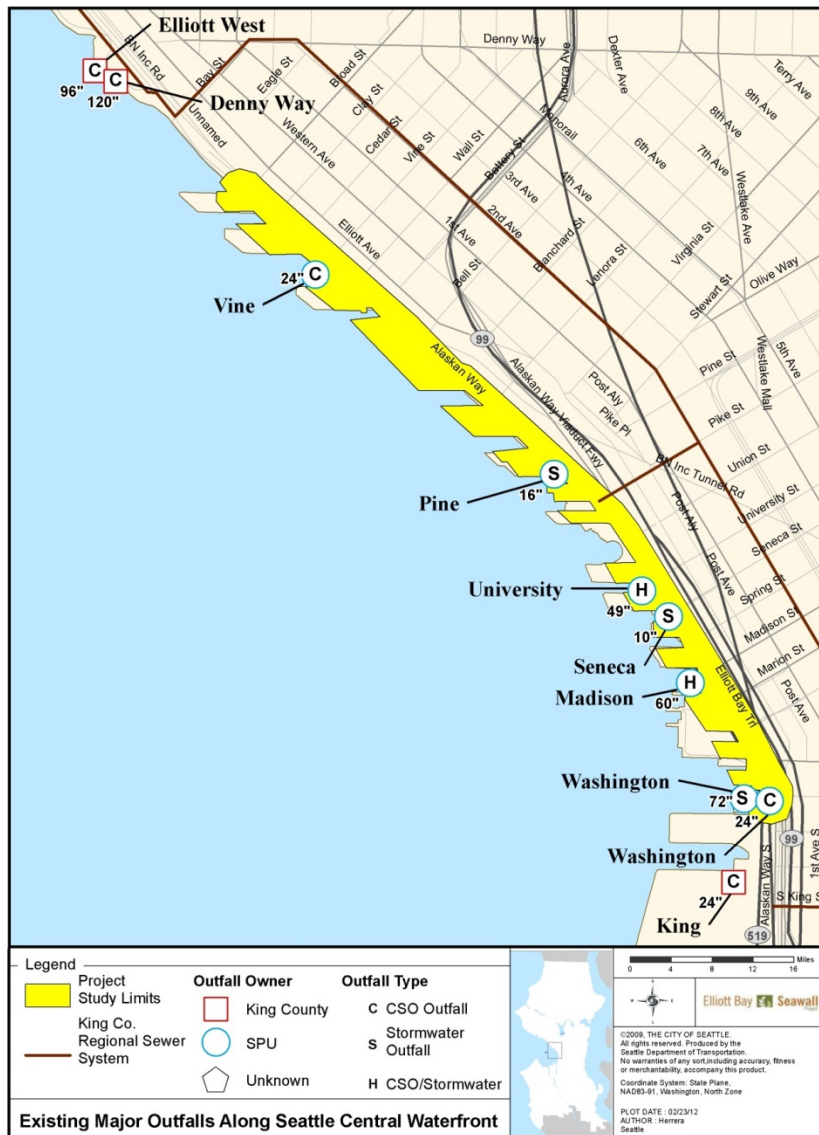 Elliott West
C
96"
C
120"
Denny Way
BN Inc Rd
Bay St
Eagle St
Broad St
Unnamed
Western Ave
Clay St
Cedar St
Vine St
Wall St
Battery St
Denny Way
Aurora Ave
Dexter Ave
Terry Ave
9th Ave
8th Ave
7th Ave
6th Ave
Monorail
4th Ave
3rd Ave
2nd Ave
1st Ave
Bell St
Blanchard St
Lenora St
Virginia St
Stewart St
Westlake Ave
Olive Way
5th Ave
Westlake Mall
Elliott Ave
24"
C
Vine
99
Alaskan Way
Alaskan Way Viaduct Fwy
Post Aly
Pike Pl
Pine St
Pike St
Union St
BN Inc Tunnel Rd
University St
Seneca St
Post Aly
Post Ave
Spring St
Madison St
Marion St
Post Ave
S
16"
Pine
University
H
49"
S
10"
Seneca
Madison
H
60"
Elliott Bay Trl
Washington
S
72"
C
24"
Washington
99
1st Ave S
Alaskan Way S
C
24"
King
S King S
519
Legend
Project
Study Limits
King Co.
Regional Sewer
System
Outfall Owner
King County
SPU
Unknown
Outfall Type
C CSO Outfall
S Stormwater
Outfall
H CSO/Stormwater
Existing Major Outfalls Along Seattle Central Waterfront
Miles
0 4 8 12 16
Elliott Bay Seawall
Project
©2009, THE CITY OF SEATTLE.
All rights reserved. Produced by the
Seattle Department of Transportation.
No warranties of any sort,including accuracy, fitness
or merchantability, accompany this product.
Coordinate System: State Plane,
NAD83-91, Washington, North Zone
PLOT DATE : 02/23/12
AUTHOR : Herrera
Seattle